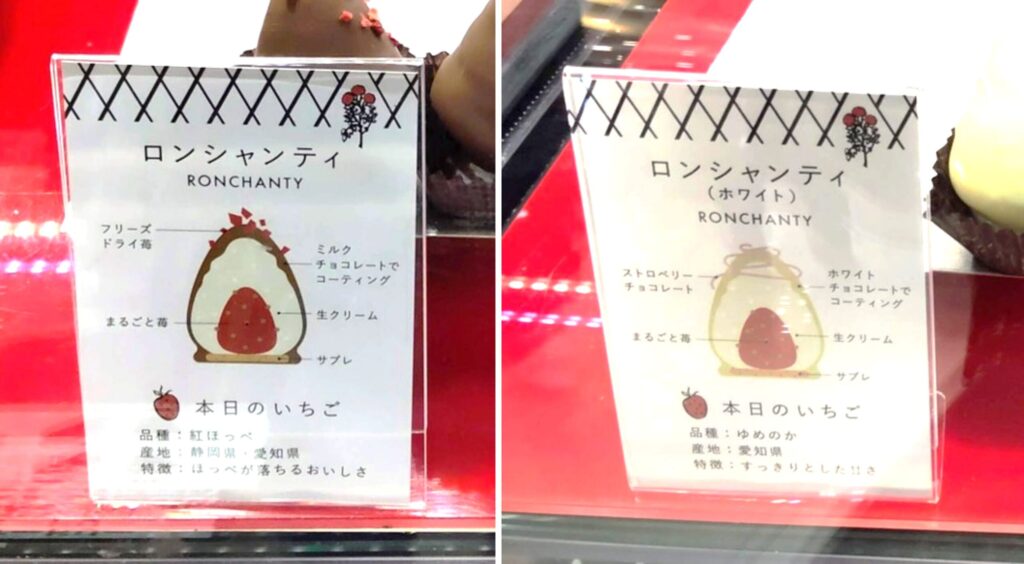 ロンシャンティ
RONCHANTY
フリーズ
ドライ苺
ミルク
チョコレートで
コーティング
生クリーム
まるごと苺
サブレ
本日のいちご
品種：紅ほっぺ
産地：静岡県・愛知県
特徴：ほっぺが落ちるおいしさ
ロンシャンティ
（ホワイト）
RONCHANTY
ストロベリー
チョコレート
ホワイト
チョコレートで
コーティング
まるごと苺
生クリーム
サブレ
本日のいちご
品種：ゆめのか
産地：愛知県
特徴：すっきりとした甘さ